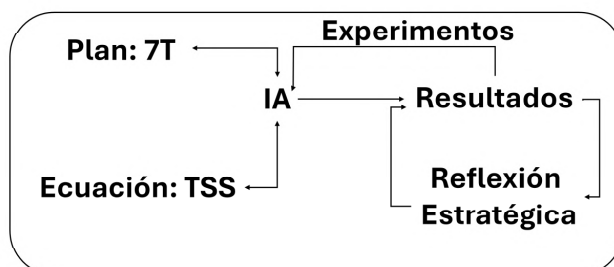 Experimentos
Plan: 7T
IA
Resultados
Ecuación: TSS
Reflexión
Estratégica